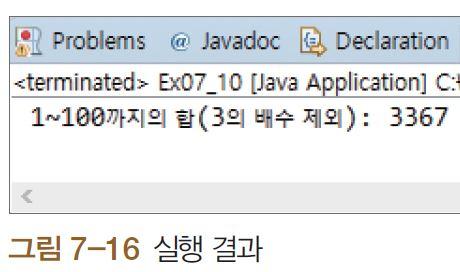 Problems @ Javadoc Declaration
<terminated> Ex07_10 [Java Application] C:\
1~100까지의 합(3의 배수 제외): 3367
그림 7-16 실행 결과